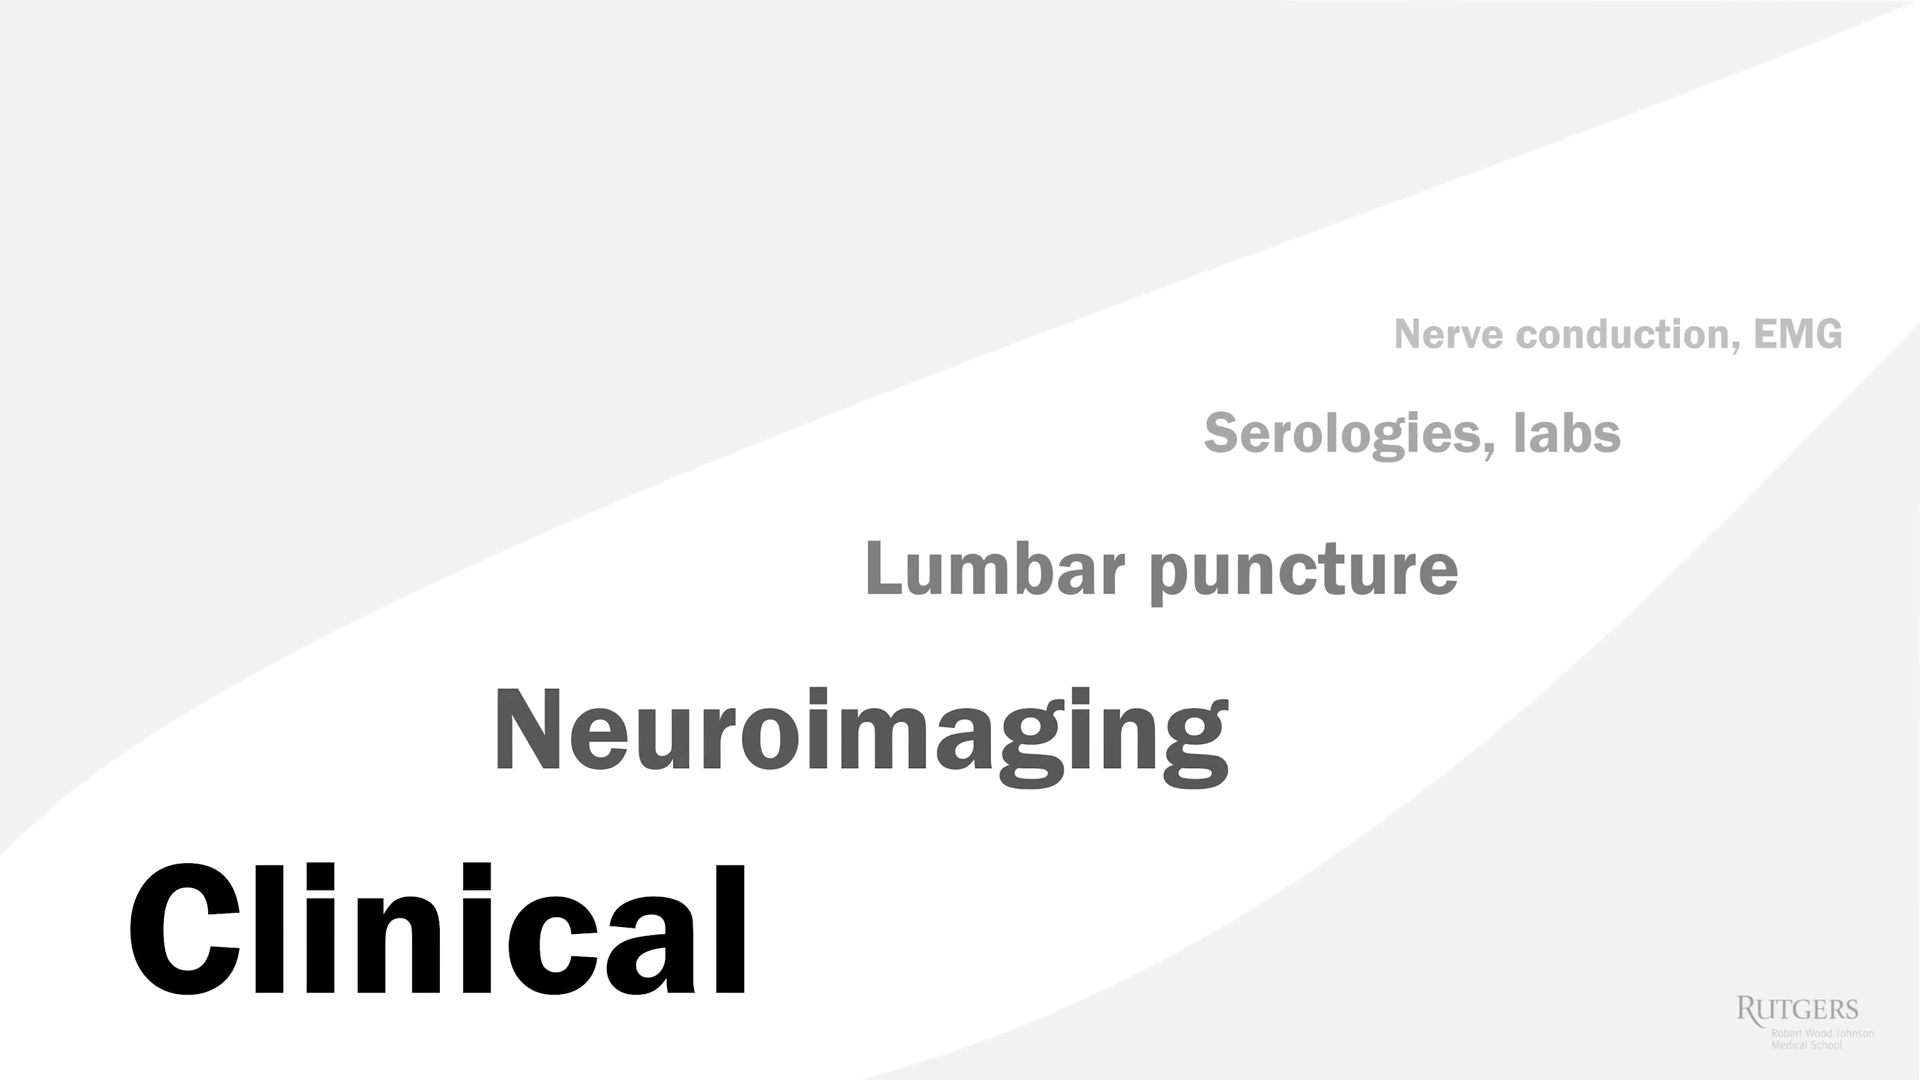 Nerve conduction, EMG
Serologies, labs
Lumbar puncture
Neuroimaging
Clinical
RUTGERS
Robert Wood Johnson
Medical School